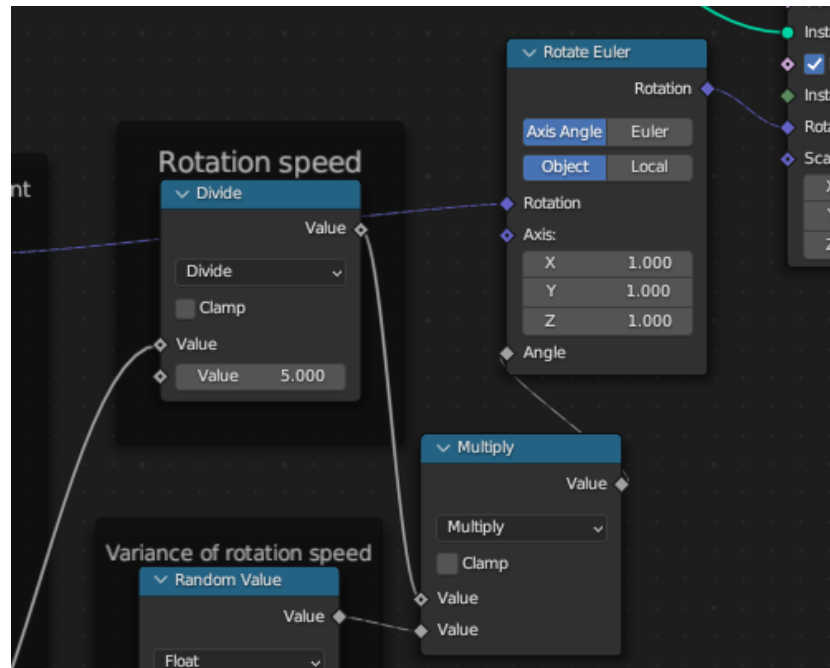 nt
Rotation speed
Divide
Value
Divide
Clamp
Value
Value 5.000
Variance of rotation speed
Random Value
Value
Float
Rotate Euler
Rotation
Axis Angle Euler
Object Local
Rotation
Axis:
X 1.000
Y 1.000
Z 1.000
Angle
Multiply
Value
Multiply
Clamp
Value
Value
Inst
Inst
Rota
Sca
Z